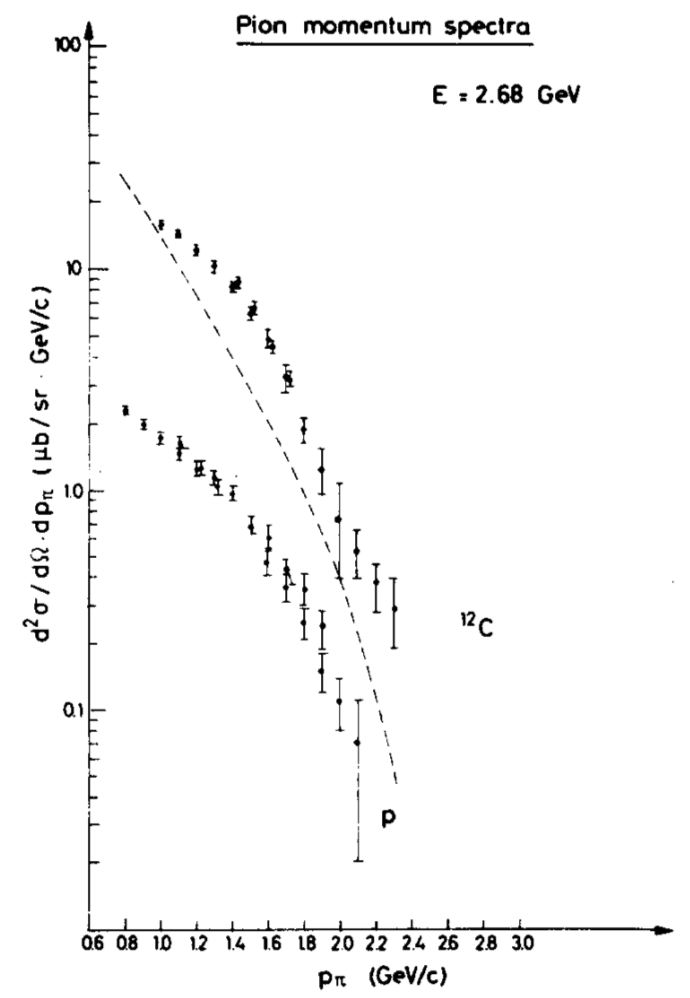 Pion momentum spectra
E = 2.68 GeV
100
10
1.0
0.1
d²σ/dΩ·dpπ (μb/sr · GeV/c)
¹²C
p
0.6 0.8 1.0 1.2 1.4 1.6 1.8 2.0 2.2 2.4 2.6 2.8 3.0
pπ (GeV/c)